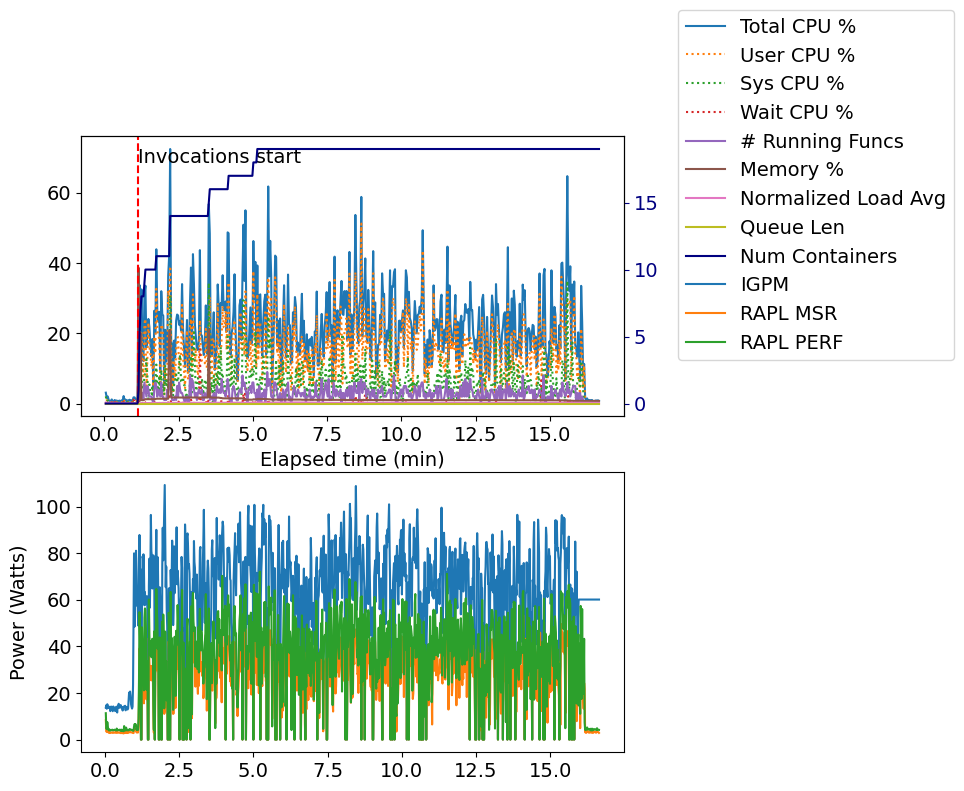 Total CPU %
User CPU %
Sys CPU %
Wait CPU %
# Running Funcs
Memory %
Normalized Load Avg
Queue Len
Num Containers
IGPM
RAPL MSR
RAPL PERF
Invocations start
60
40
20
0
15
10
5
0
0.0 2.5 5.0 7.5 10.0 12.5 15.0
Elapsed time (min)
Power (Watts)
100
80
60
40
20
0
0.0 2.5 5.0 7.5 10.0 12.5 15.0